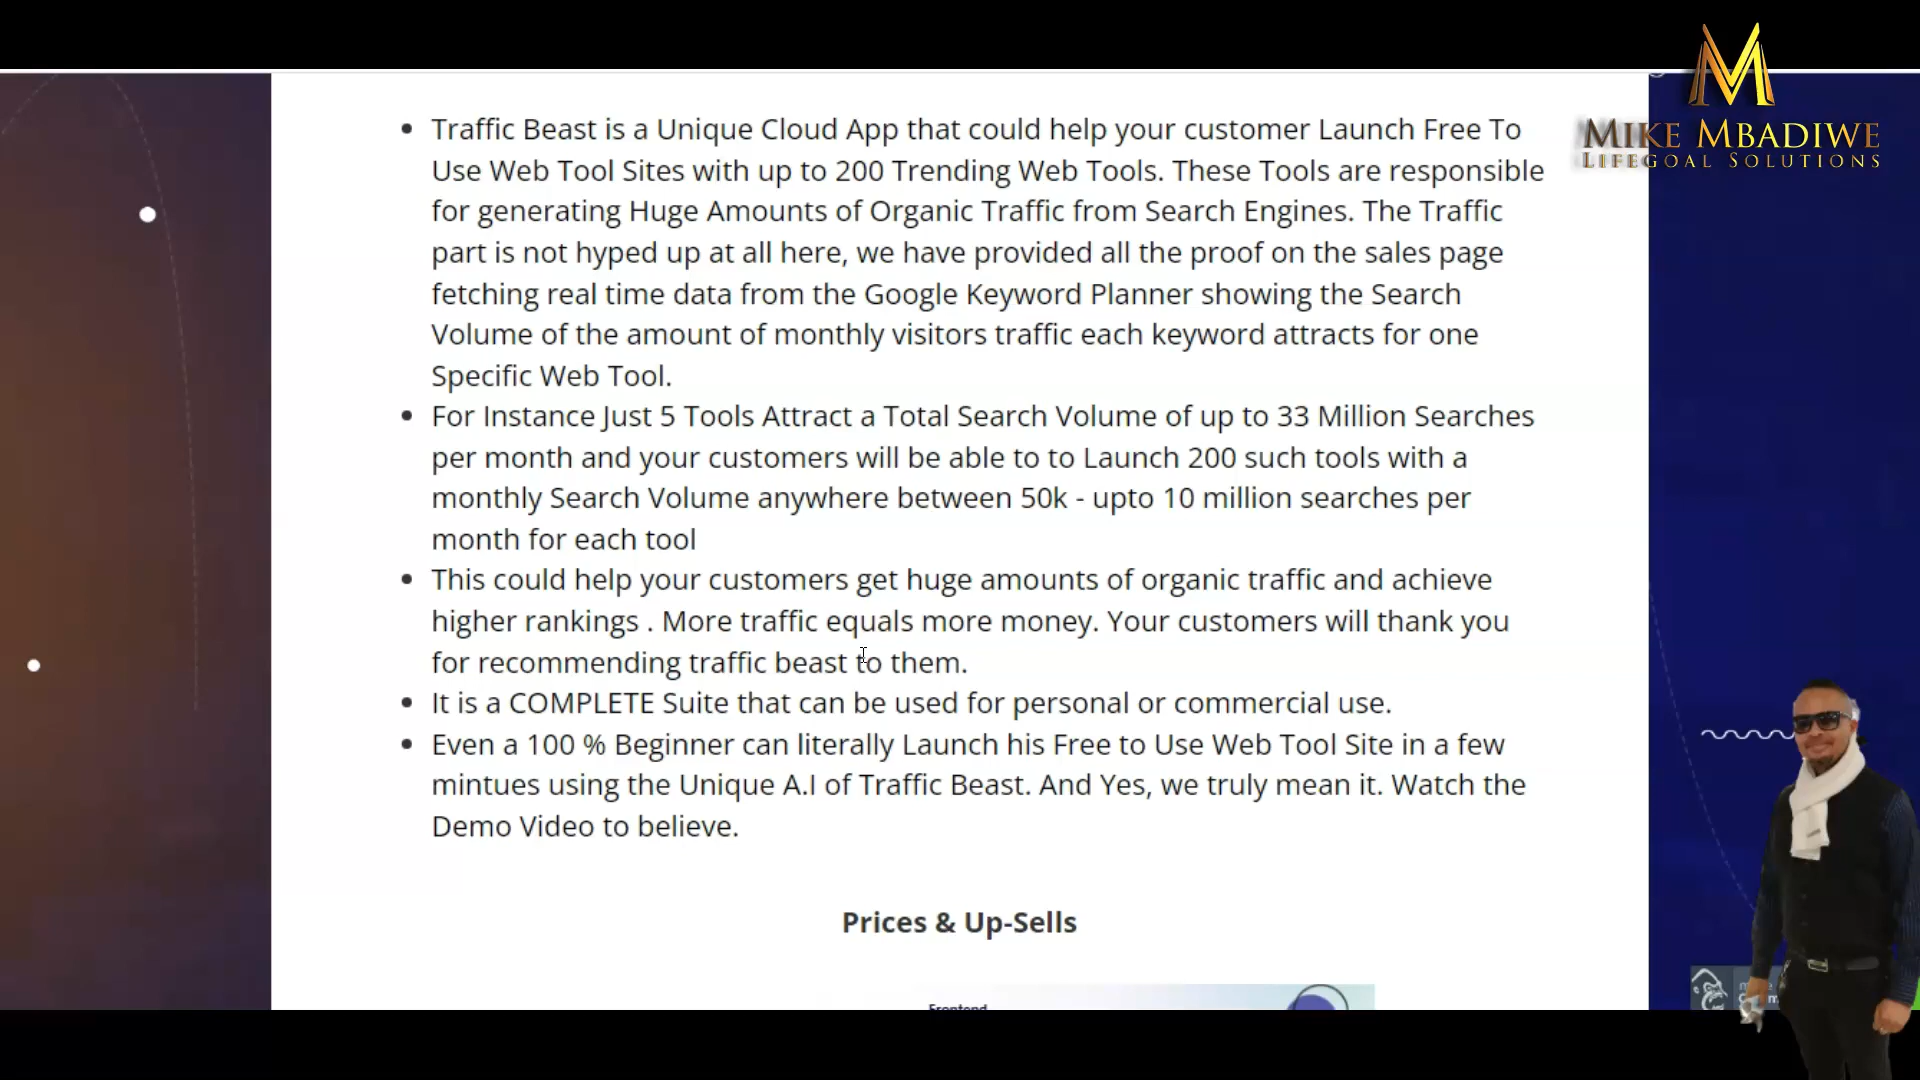 MIKE MBADIWE
LIFEGOAL SOLUTIONS
Traffic Beast is a Unique Cloud App that could help your customer Launch Free To
Use Web Tool Sites with up to 200 Trending Web Tools. These Tools are responsible
for generating Huge Amounts of Organic Traffic from Search Engines. The Traffic
part is not hyped up at all here, we have provided all the proof on the sales page
fetching real time data from the Google Keyword Planner showing the Search
Volume of the amount of monthly visitors traffic each keyword attracts for one
Specific Web Tool.
For Instance Just 5 Tools Attract a Total Search Volume of up to 33 Million Searches
per month and your customers will be able to to Launch 200 such tools with a
monthly Search Volume anywhere between 50k - upto 10 million searches per
month for each tool
This could help your customers get huge amounts of organic traffic and achieve
higher rankings . More traffic equals more money. Your customers will thank you
for recommending traffic beast to them.
It is a COMPLETE Suite that can be used for personal or commercial use.
Even a 100 % Beginner can literally Launch his Free to Use Web Tool Site in a few
mintues using the Unique A.I of Traffic Beast. And Yes, we truly mean it. Watch the
Demo Video to believe.
Prices & Up-Sells
Frontend